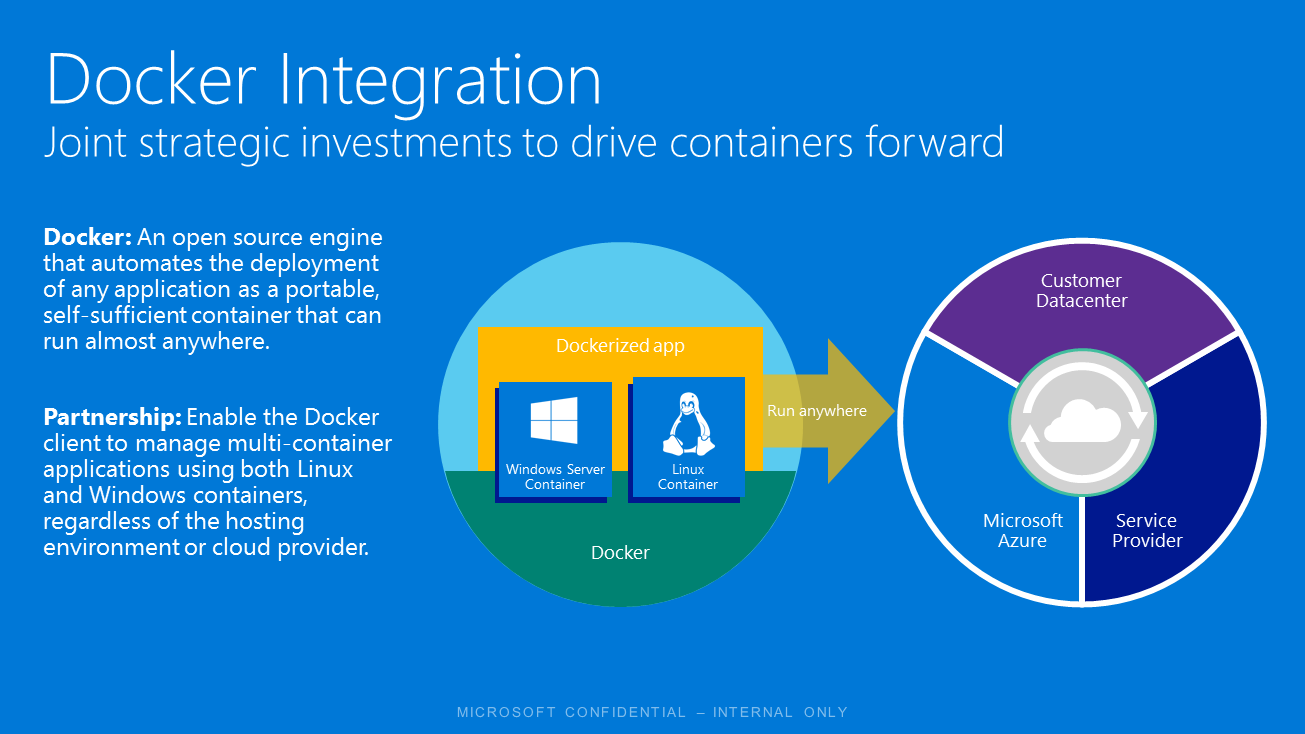 Docker Integration
Joint strategic investments to drive containers forward
Docker: An open source engine
that automates the deployment
of any application as a portable,
self-sufficient container that can
run almost anywhere.
Partnership: Enable the Docker
client to manage multi-container
applications using both Linux
and Windows containers,
regardless of the hosting
environment or cloud provider.
Dockerized app
Windows Server
Container
Linux
Container
Docker
Run anywhere
Customer
Datacenter
Microsoft
Azure
Service
Provider
MICROSOFT CONFIDENTIAL – INTERNAL ONLY